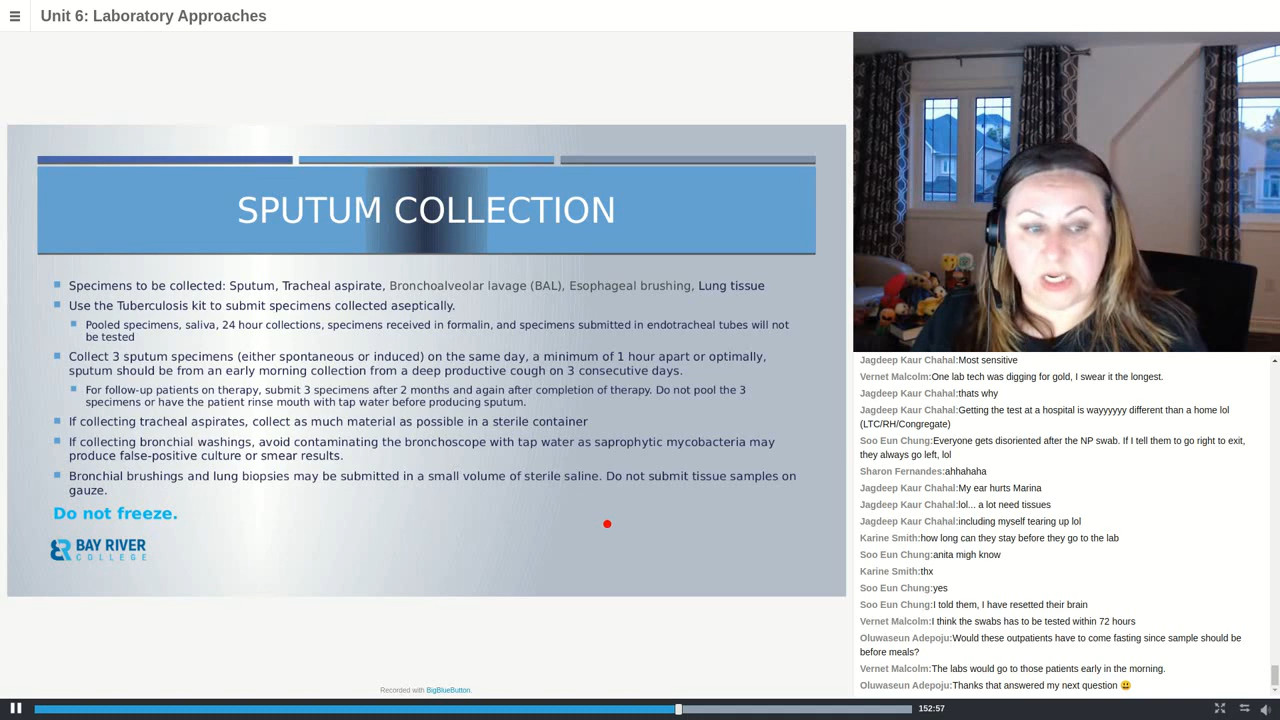 Unit 6: Laboratory Approaches
SPUTUM COLLECTION
Specimens to be collected: Sputum, Tracheal aspirate, Bronchoalveolar lavage (BAL), Esophageal brushing, Lung tissue
Use the Tuberculosis kit to submit specimens collected aseptically.
Pooled specimens, saliva, 24 hour collections, specimens received in formalin, and specimens submitted in endotracheal tubes will not
be tested
Collect 3 sputum specimens (either spontaneous or induced) on the same day, a minimum of 1 hour apart or optimally,
sputum should be from an early morning collection from a deep productive cough on 3 consecutive days.
For follow-up patients on therapy, submit 3 specimens after 2 months and again after completion of therapy. Do not pool the 3
specimens or have the patient rinse mouth with tap water before producing sputum.
If collecting tracheal aspirates, collect as much material as possible in a sterile container
If collecting bronchial washings, avoid contaminating the bronchoscope with tap water as saprophytic mycobacteria may
produce false-positive culture or smear results.
Bronchial brushings and lung biopsies may be submitted in a small volume of sterile saline. Do not submit tissue samples on
gauze.
Do not freeze.
BAY RIVER
COLLEGE
Recorded with BigBlueButton.
Jagdeep Kaur Chahal:Most sensitive
Vernet Malcolm:One lab tech was digging for gold, I swear it the longest.
Jagdeep Kaur Chahal:thats why
Jagdeep Kaur Chahal:Getting the test at a hospital is wayyyyyy different than a home lol
(LTC/RH/Congregate)
Soo Eun Chung:Everyone gets disoriented after the NP swab. If I tell them to go right to exit,
they always go left, lol
Sharon Fernandes:ahhahaha
Jagdeep Kaur Chahal:My ear hurts Marina
Jagdeep Kaur Chahal:lol... a lot need tissues
Jagdeep Kaur Chahal:including myself tearing up lol
Karine Smith:how long can they stay before they go to the lab
Soo Eun Chung:anita migh know
Karine Smith:thx
Soo Eun Chung:yes
Soo Eun Chung:I told them, I have resetted their brain
Vernet Malcolm:I think the swabs has to be tested within 72 hours
Oluwaseun Adepoju:Would these outpatients have to come fasting since sample should be
before meals?
Vernet Malcolm:The labs would go to those patients early in the morning.
Oluwaseun Adepoju:Thanks that answered my next question 😃
152:57